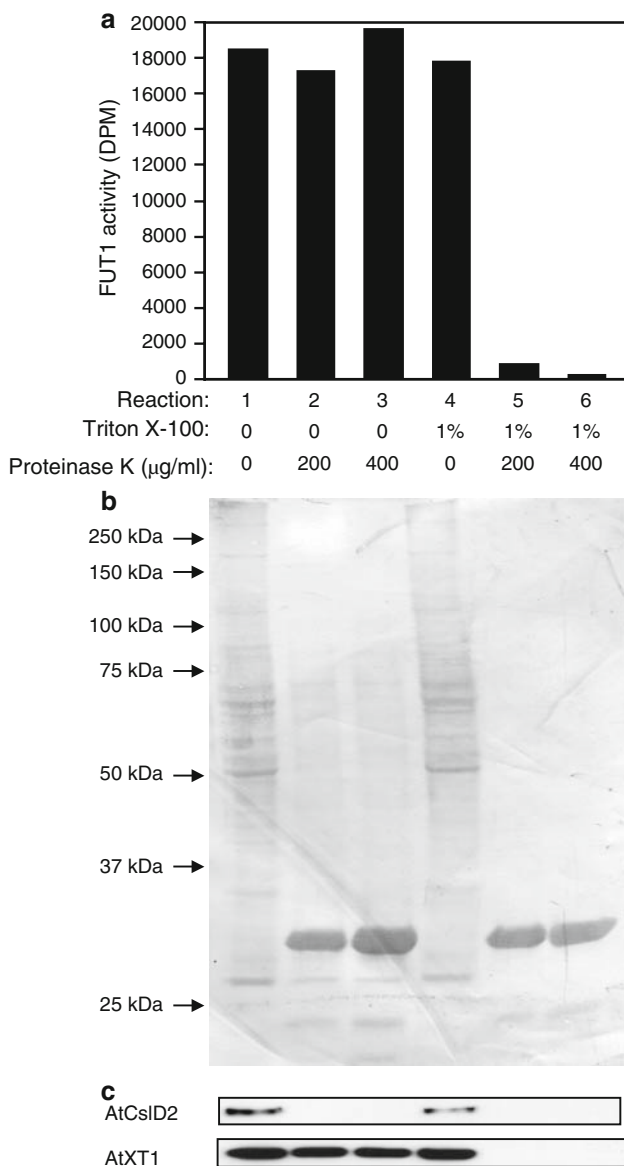 a
20000
18000
16000
14000
12000
10000
8000
6000
4000
2000
0
FUT1 activity (DPM)
Reaction: 1 2 3 4 5 6
Triton X-100: 0 0 0 1% 1% 1%
Proteinase K (µg/ml): 0 200 400 0 200 400
b
250 kDa
150 kDa
100 kDa
75 kDa
50 kDa
37 kDa
25 kDa
c
AtCslD2
AtXT1